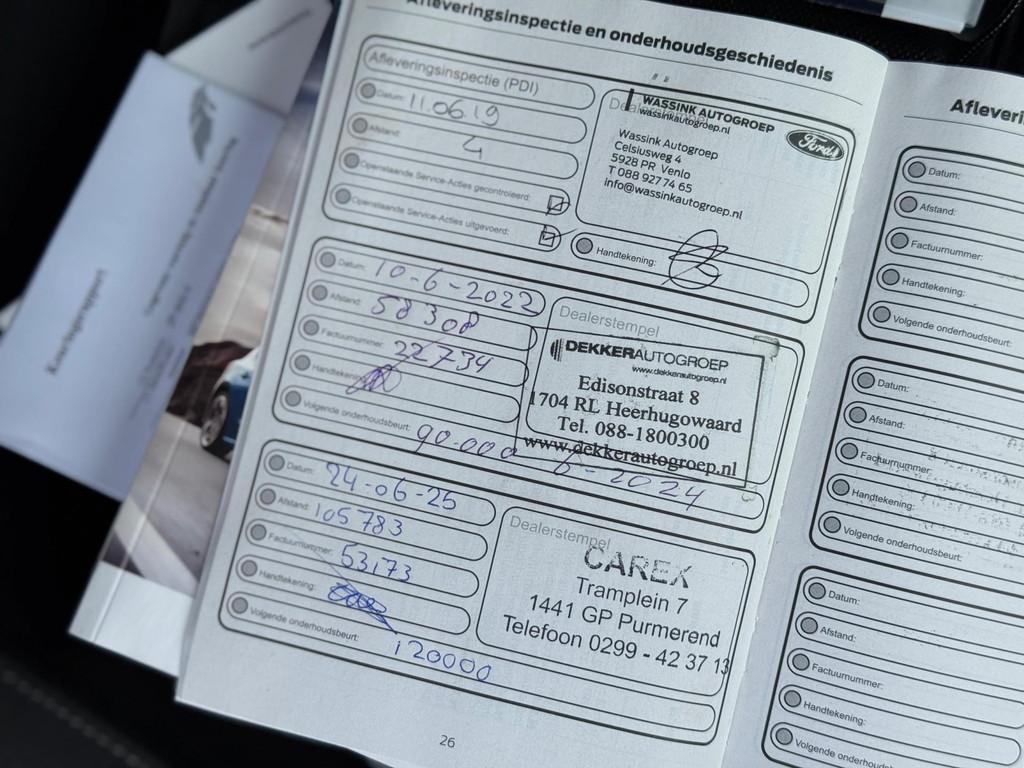 Afleveringsinspectie en onderhoudsgeschiedenis
Afleveringsinspectie (PDI)
Datum: 11.06.19
Afstand: 4
Openstaande Service-Acties gecontroleerd:
Openstaande Service-Acties uitgevoerd:
Dealerstempel
WASSINK AUTOGROEP
wassinkautogroep.nl
Ford
Wassink Autogroep
Celsiusweg 4
5928 PR Venlo
T 088 927 74 65
info@wassinkautogroep.nl
Handtekening:
Datum: 10-6-2022
Afstand: 58308
Factuurnummer: 22734
Handtekening:
Volgende onderhoudsbeurt: 90.000 6-2024
Dealerstempel
DEKKERAUTOGROEP
www.dekkerautogroep.nl
Edisonstraat 8
1704 RL Heerhugowaard
Tel. 088-1800300
www.dekkerautogroep.nl
Datum: 24-06-25
Afstand: 105783
Factuurnummer: 53173
Handtekening:
Volgende onderhoudsbeurt: 120000
Dealerstempel
CAREX
Tramplein 7
1441 GP Purmerend
Telefoon 0299 - 42 37 13
26
Datum:
Afstand:
Factuurnummer:
Handtekening:
Volgende onderhoudsbeurt:
Datum:
Afstand:
Factuurnummer:
Handtekening:
Volgende onderhoudsbeurt:
Datum:
Afstand:
Factuurnummer:
Handtekening:
Volgende onderhoudsbeurt: